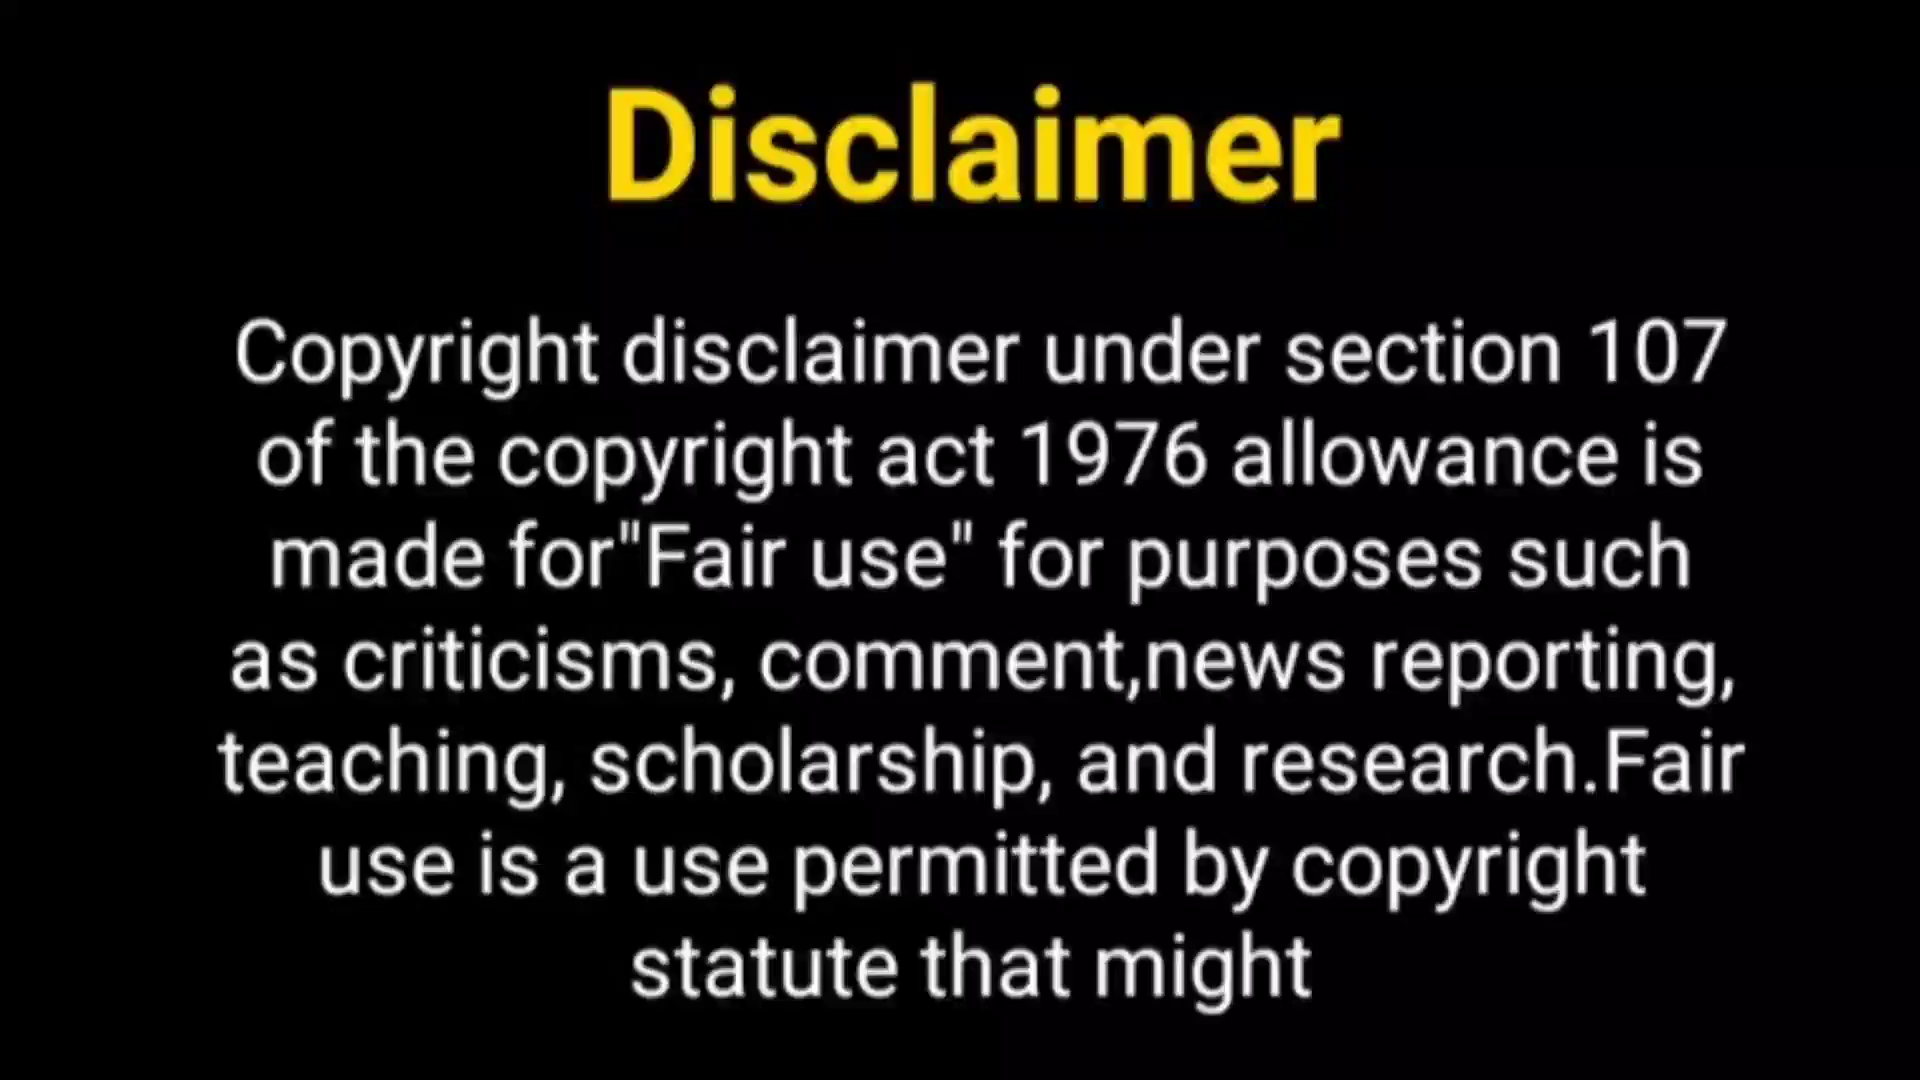 Disclaimer
Copyright disclaimer under section 107
of the copyright act 1976 allowance is
made for"Fair use" for purposes such
as criticisms, comment,news reporting,
teaching, scholarship, and research.Fair
use is a use permitted by copyright
statute that might